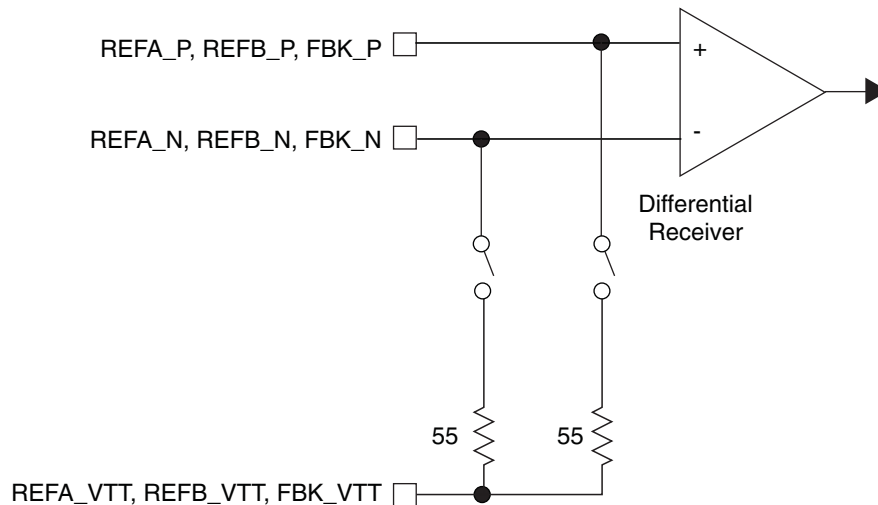 REFA_P, REFB_P, FBK_P
+
REFA_N, REFB_N, FBK_N
-
Differential
Receiver
55
55
REFA_VTT, REFB_VTT, FBK_VTT